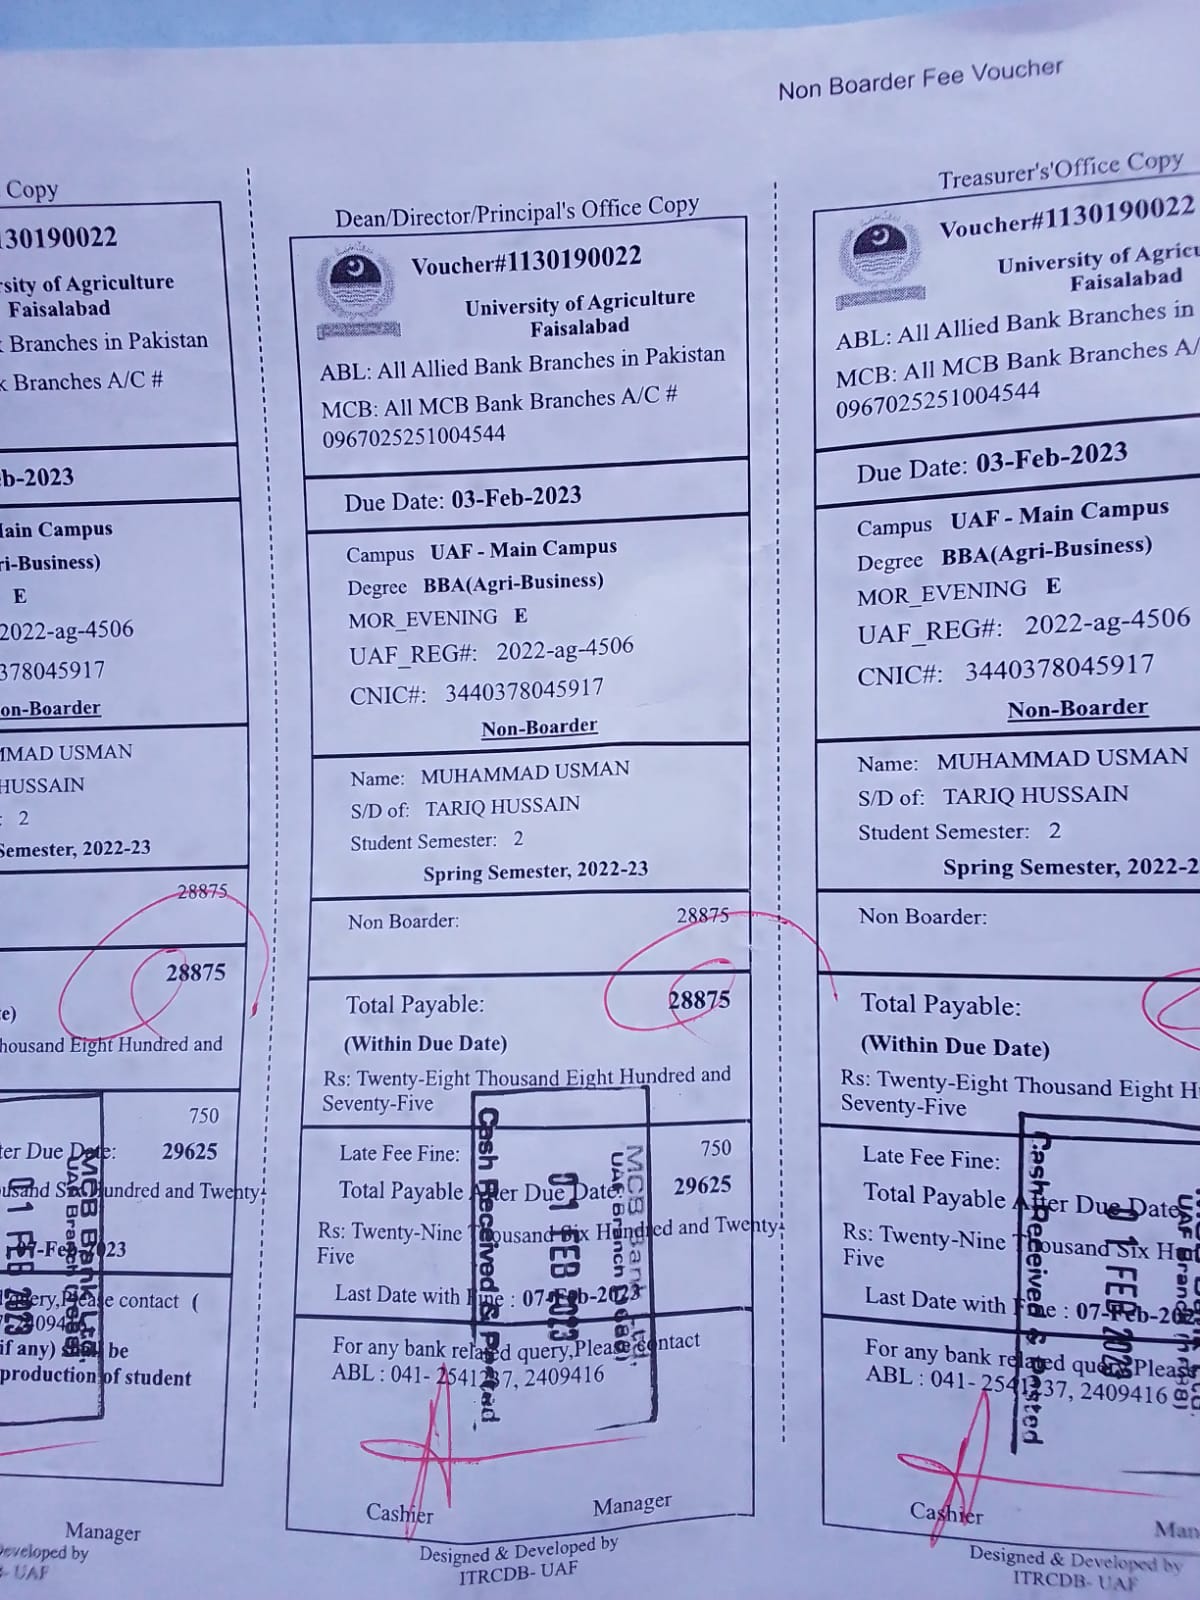 Non Boarder Fee Voucher
Copy
130190022
rsity of Agriculture
Faisalabad
Branches in Pakistan
k Branches A/C #
eb-2023
Main Campus
ri-Business)
E
2022-ag-4506
378045917
on-Boarder
MMAD USMAN
HUSSAIN
: 2
Semester, 2022-23
28875
28875
te)
housand Eight Hundred and
750
ter Due Date: 29625
ousand Six Hundred and Twenty-
07-Feb-2023
query,Please contact (
2409416
if any) shall be
production of student
MCB Bank Ltd.
UAF Branch
01 FEB 2023
Manager
Developed by
B- UAF
Dean/Director/Principal's Office Copy
Voucher#1130190022
University of Agriculture
Faisalabad
ABL: All Allied Bank Branches in Pakistan
MCB: All MCB Bank Branches A/C #
0967025251004544
Due Date: 03-Feb-2023
Campus UAF - Main Campus
Degree BBA(Agri-Business)
MOR_EVENING E
UAF_REG#: 2022-ag-4506
CNIC#: 3440378045917
Non-Boarder
Name: MUHAMMAD USMAN
S/D of: TARIQ HUSSAIN
Student Semester: 2
Spring Semester, 2022-23
Non Boarder: 28875
Total Payable: 28875
(Within Due Date)
Rs: Twenty-Eight Thousand Eight Hundred and
Seventy-Five
Late Fee Fine: 750
Total Payable After Due Date: 29625
Rs: Twenty-Nine Thousand Six Hundred and Twenty-
Five
Last Date with Fine : 07-Feb-2023
For any bank related query,Please contact
ABL : 041- 2541237, 2409416
MCB Bank Ltd.
UAF Branch (1088)
01 FEB 2023
Cash Received & Posted
Cashier Manager
Designed & Developed by
ITRCDB- UAF
Treasurer's'Office Copy
Voucher#1130190022
University of Agricu
Faisalabad
ABL: All Allied Bank Branches in
MCB: All MCB Bank Branches A/
0967025251004544
Due Date: 03-Feb-2023
Campus UAF - Main Campus
Degree BBA(Agri-Business)
MOR_EVENING E
UAF_REG#: 2022-ag-4506
CNIC#: 3440378045917
Non-Boarder
Name: MUHAMMAD USMAN
S/D of: TARIQ HUSSAIN
Student Semester: 2
Spring Semester, 2022-2
Non Boarder:
Total Payable:
(Within Due Date)
Rs: Twenty-Eight Thousand Eight H
Seventy-Five
Late Fee Fine:
Total Payable After Due Date
Rs: Twenty-Nine Thousand Six Hu
Five
Last Date with Fine : 07-Feb-202
For any bank related query,Please
ABL : 041- 2541237, 2409416
UAF Branch
01 FEB 2023
Cash Received & Posted
Cashier Man
Designed & Developed by
ITRCDB- UAF